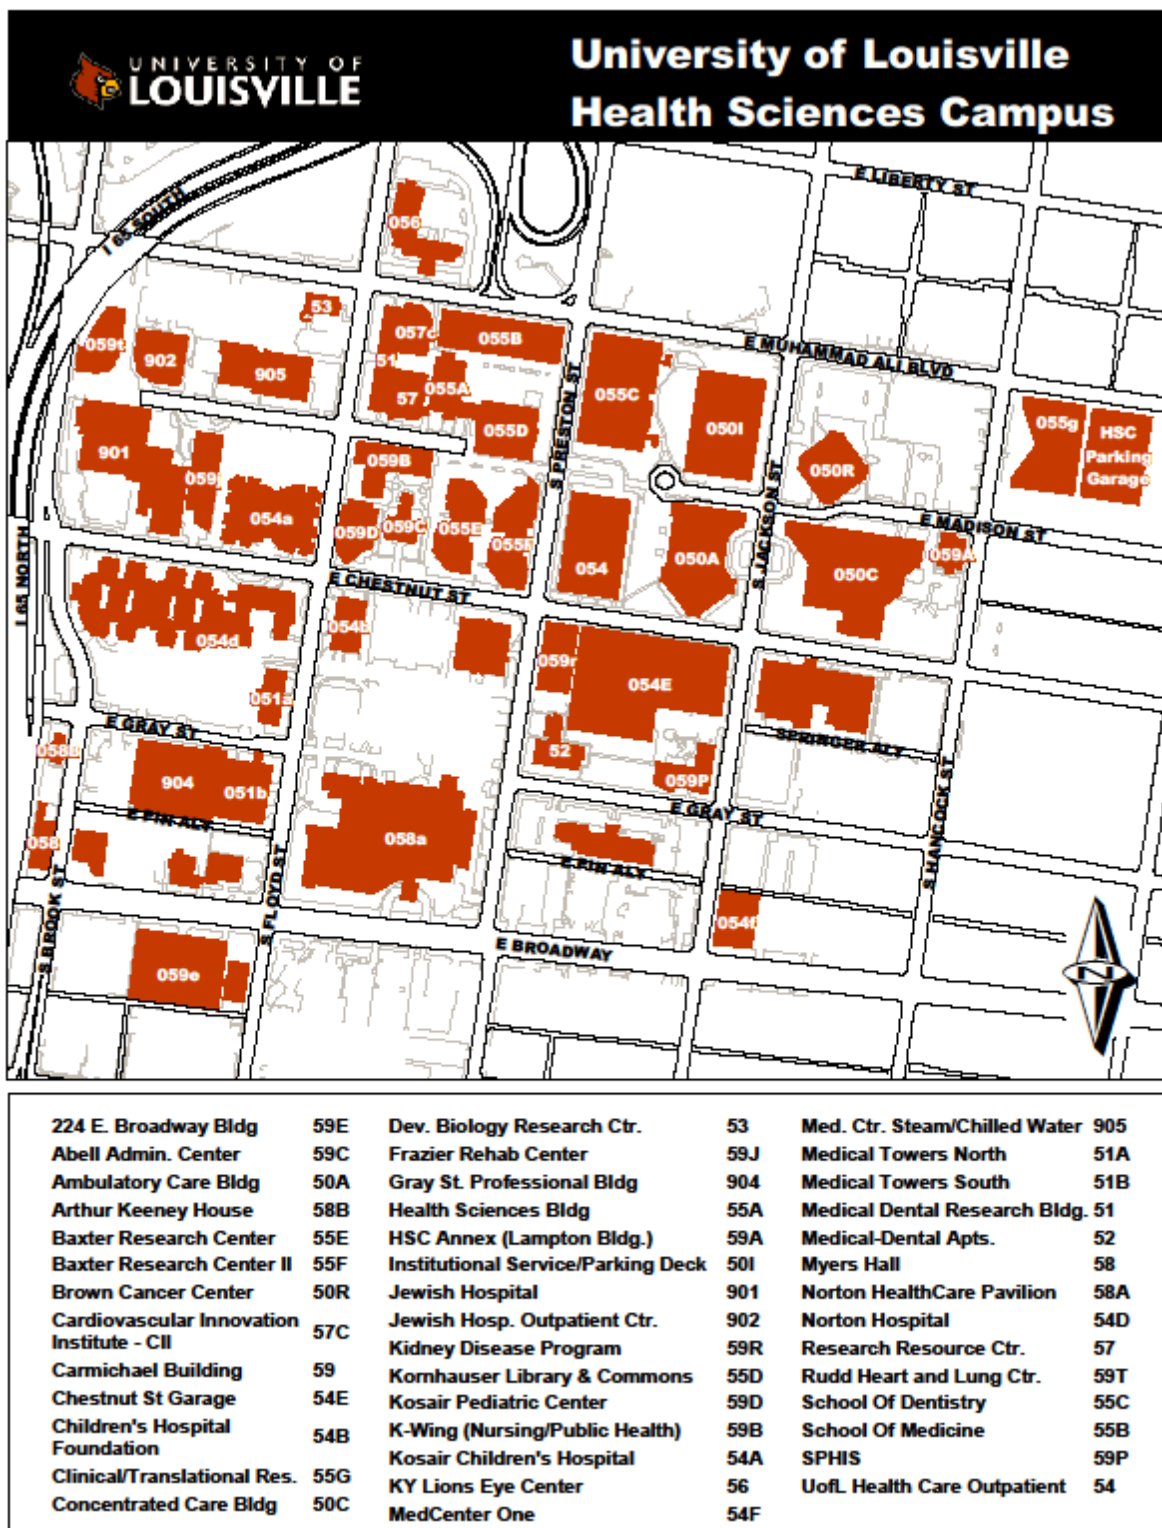 UNIVERSITY OF
LOUISVILLE
University of Louisville
Health Sciences Campus
E LIBERTY ST
I 65 SOUTH
056
53
057c
055B
059t
902
905
51
055A
57
055D
E MUHAMMAD ALI BLVD
055C
050I
S PRESTON ST
055g
HSC
Parking
Garage
901
059j
059B
050R
054a
059D
059C
055E
055F
054
050A
S JACKSON ST
E MADISON ST
059A
050C
I 65 NORTH
E CHESTNUT ST
054d
054b
059r
054E
051a
E GRAY ST
SPRINGER ALY
058B
52
059P
904
051b
E GRAY ST
S HANCOCK ST
E FIN ALY
058
058a
E FIN ALY
S BROOK ST
S FLOYD ST
054f
E BROADWAY
059e
N
224 E. Broadway Bldg 59E
Abell Admin. Center 59C
Ambulatory Care Bldg 50A
Arthur Keeney House 58B
Baxter Research Center 55E
Baxter Research Center II 55F
Brown Cancer Center 50R
Cardiovascular Innovation
Institute - CII 57C
Carmichael Building 59
Chestnut St Garage 54E
Children's Hospital
Foundation 54B
Clinical/Translational Res. 55G
Concentrated Care Bldg 50C
Dev. Biology Research Ctr. 53
Frazier Rehab Center 59J
Gray St. Professional Bldg 904
Health Sciences Bldg 55A
HSC Annex (Lampton Bldg.) 59A
Institutional Service/Parking Deck 50I
Jewish Hospital 901
Jewish Hosp. Outpatient Ctr. 902
Kidney Disease Program 59R
Kornhauser Library & Commons 55D
Kosair Pediatric Center 59D
K-Wing (Nursing/Public Health) 59B
Kosair Children's Hospital 54A
KY Lions Eye Center 56
MedCenter One 54F
Med. Ctr. Steam/Chilled Water 905
Medical Towers North 51A
Medical Towers South 51B
Medical Dental Research Bldg. 51
Medical-Dental Apts. 52
Myers Hall 58
Norton HealthCare Pavilion 58A
Norton Hospital 54D
Research Resource Ctr. 57
Rudd Heart and Lung Ctr. 59T
School Of Dentistry 55C
School Of Medicine 55B
SPHIS 59P
UofL Health Care Outpatient 54